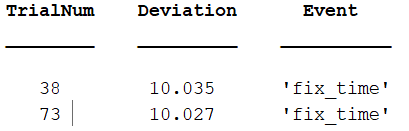 TrialNum Deviation Event
38 10.035 'fix_time'
73 10.027 'fix_time'